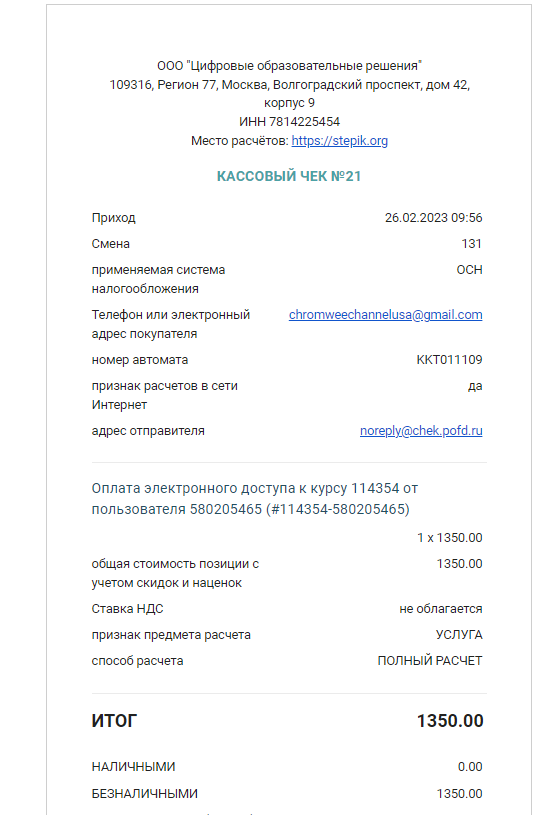 ООО "Цифровые образовательные решения"
109316, Регион 77, Москва, Волгоградский проспект, дом 42,
корпус 9
ИНН 7814225454
Место расчётов: https://stepik.org
КАССОВЫЙ ЧЕК №21
Приход 26.02.2023 09:56
Смена 131
применяемая система ОСН
налогообложения
Телефон или электронный chromweechannelusa@gmail.com
адрес покупателя
номер автомата ККТ011109
признак расчетов в сети да
Интернет
адрес отправителя noreply@chek.pofd.ru
Оплата электронного доступа к курсу 114354 от
пользователя 580205465 (#114354-580205465)
1 x 1350.00
общая стоимость позиции с 1350.00
учетом скидок и наценок
Ставка НДС не облагается
признак предмета расчета УСЛУГА
способ расчета ПОЛНЫЙ РАСЧЕТ
ИТОГ 1350.00
НАЛИЧНЫМИ 0.00
БЕЗНАЛИЧНЫМИ 1350.00